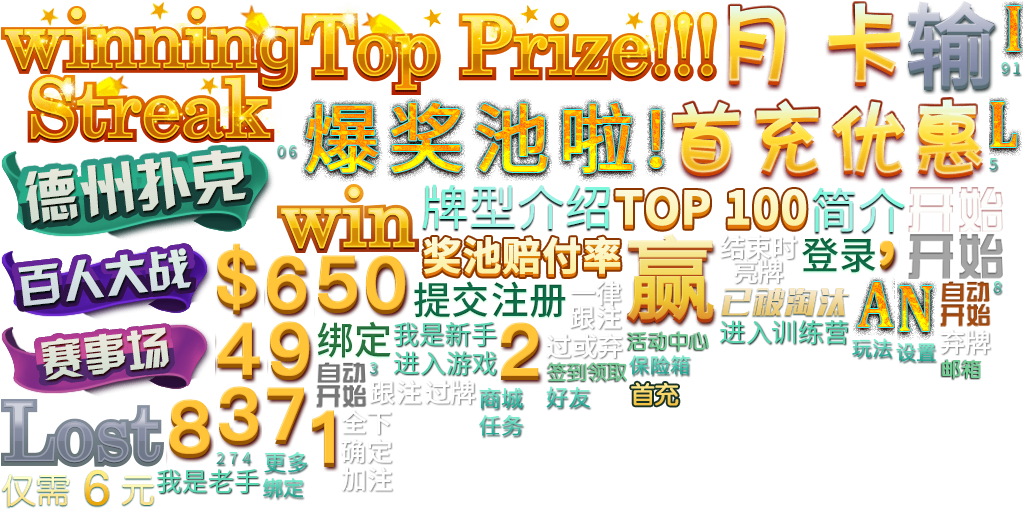 winning
Streak
Top Prize!!!
月 卡
输
I
91
爆奖池啦!
首充优惠
L
06
5
德州扑克
win
牌型介绍
TOP 100
简介
开始
奖池赔付率
赢
结束时
亮牌
登录
,
开始
百人大战
$650
提交注册
一律
跟注
已被淘汰
AN
自动
开始
8
赛事场
49
绑定
我是新手
进入游戏
2
过或弃
活动中心
进入训练营
玩法
设置
弃牌
自动
开始
3
跟注
过牌
签到领取
保险箱
邮箱
Lost
8371
全下
商城
好友
首充
任务
274
更多
确定
仅需 6 元
我是老手
绑定
加注